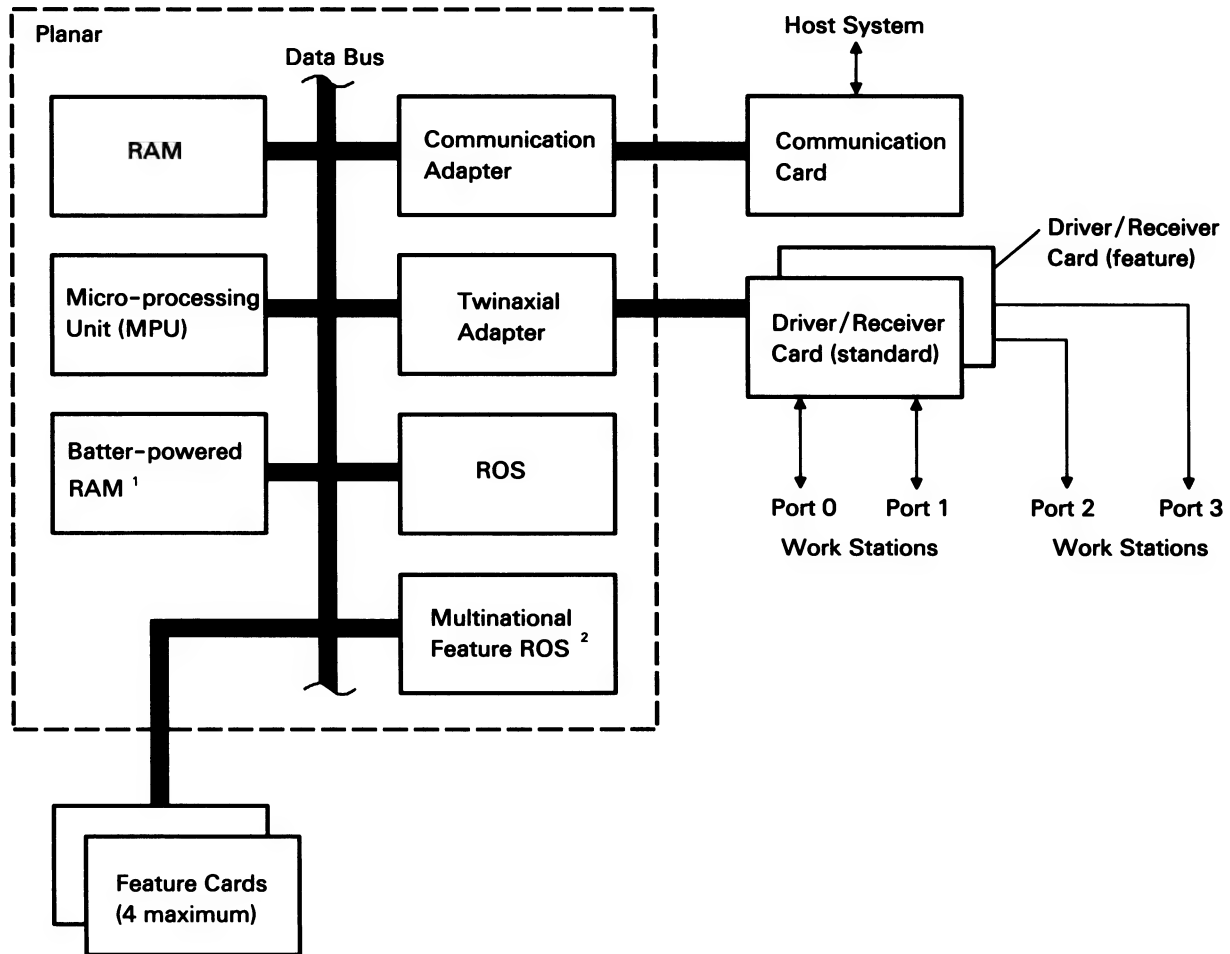 Planar
Data Bus
Host System
RAM
Communication
Adapter
Communication
Card
Driver/Receiver
Card (feature)
Micro-processing
Unit (MPU)
Twinaxial
Adapter
Driver/Receiver
Card (standard)
Batter-powered
RAM 1
ROS
Port 0 Port 1 Port 2 Port 3
Work Stations Work Stations
Multinational
Feature ROS 2
Feature Cards
(4 maximum)